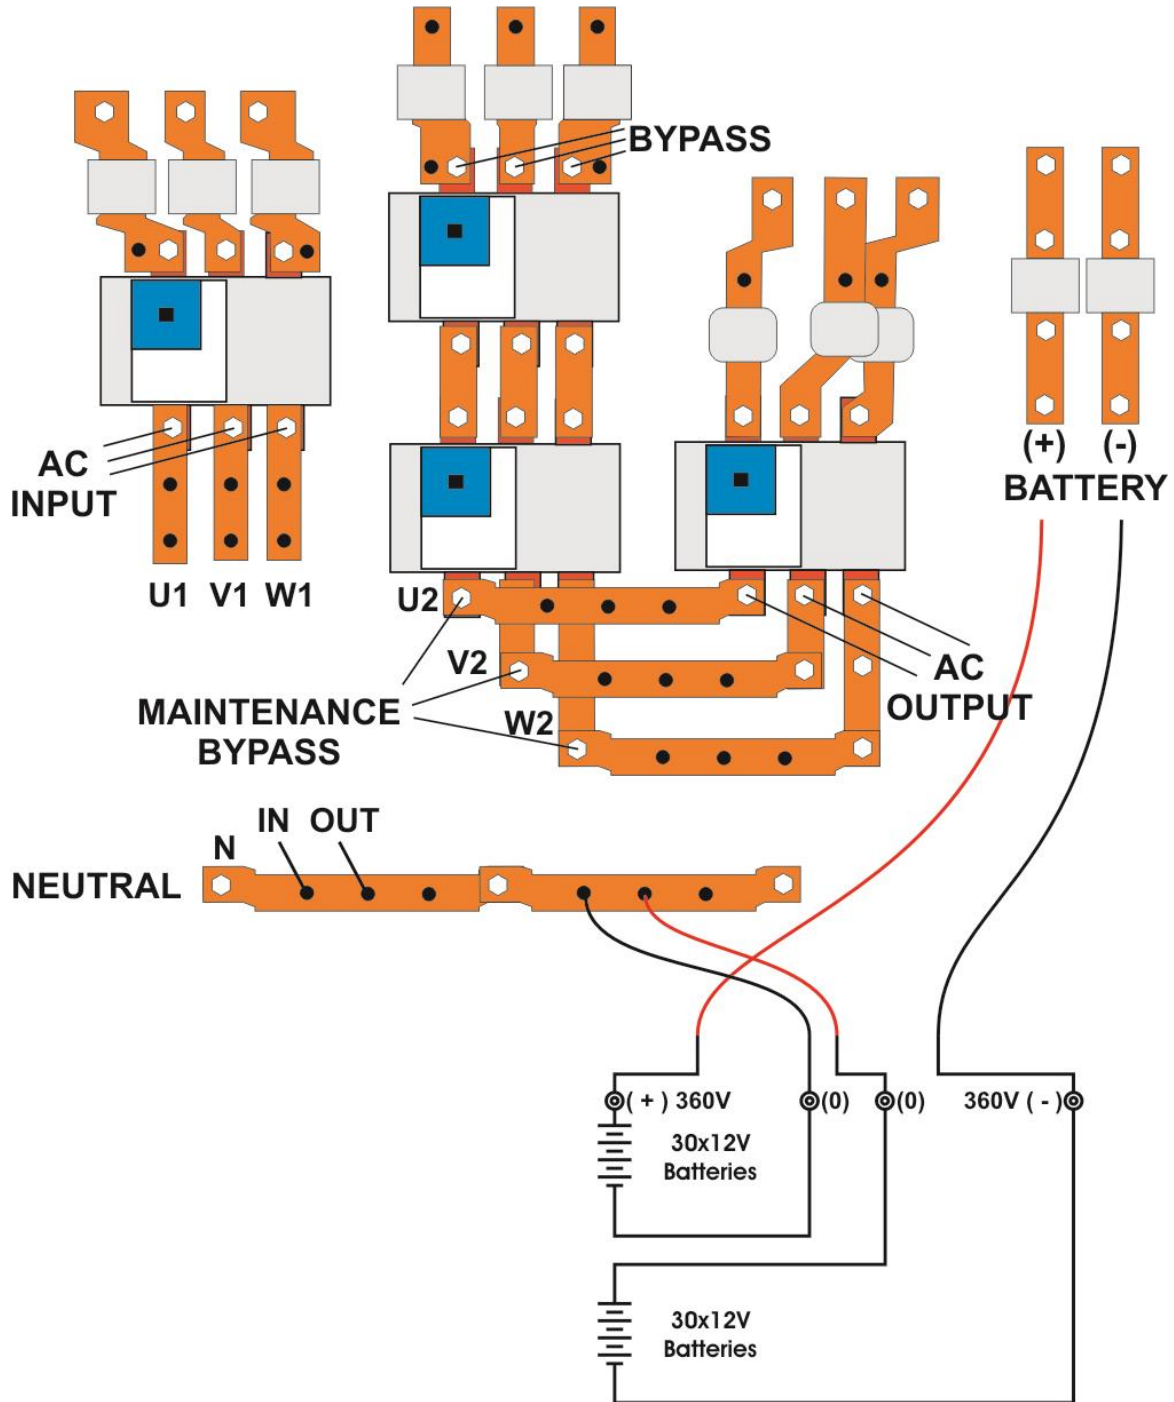 BYPASS
AC
INPUT
U1 V1 W1
(+) (-)
BATTERY
U2
V2
W2
MAINTENANCE
BYPASS
AC
OUTPUT
IN OUT
N
NEUTRAL
( + ) 360V (0) (0) 360V ( - )
30x12V
Batteries
30x12V
Batteries